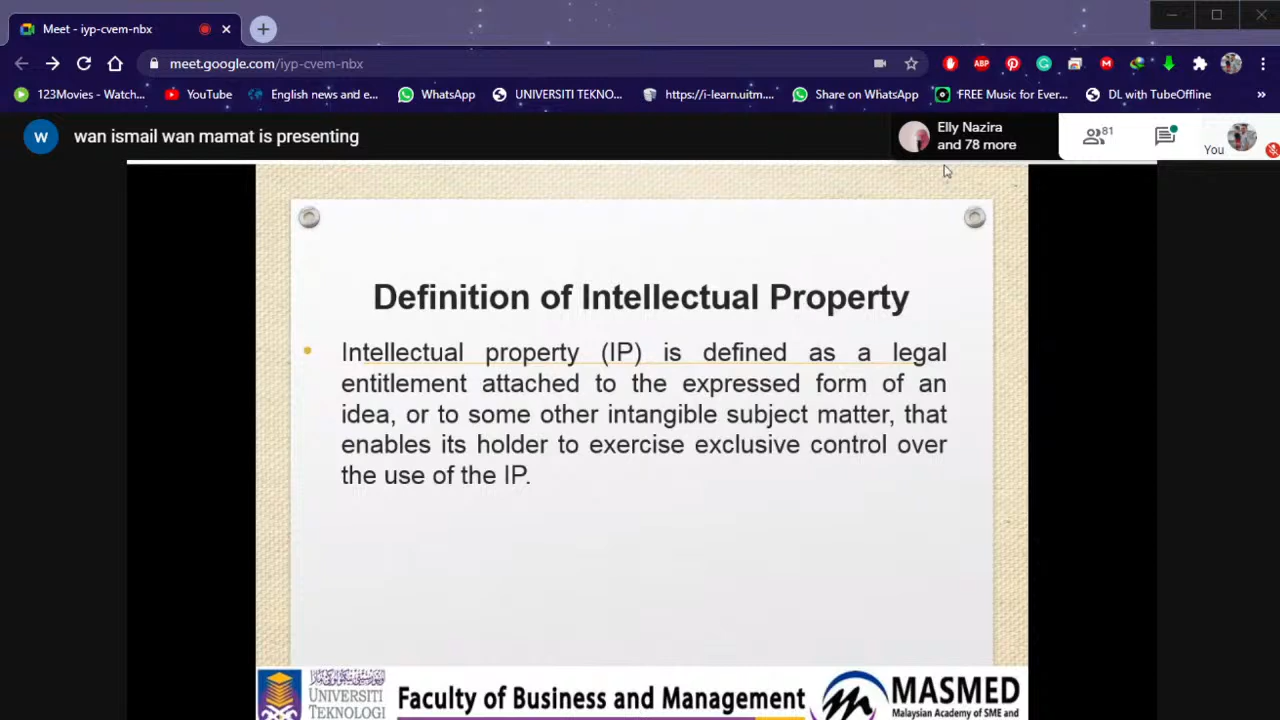 Meet - iyp-cvem-nbx
meet.google.com/iyp-cvem-nbx
123Movies - Watch... YouTube English news and e... WhatsApp UNIVERSITI TEKNO... https://i-learn.uitm.... Share on WhatsApp FREE Music for Ever... DL with TubeOffline »
W wan ismail wan mamat is presenting
Elly Nazira
and 78 more
81
You
Definition of Intellectual Property
• Intellectual property (IP) is defined as a legal
entitlement attached to the expressed form of an
idea, or to some other intangible subject matter, that
enables its holder to exercise exclusive control over
the use of the IP.
UNIVERSITI
TEKNOLOGI
Faculty of Business and Management
MASMED
Malaysian Academy of SME and